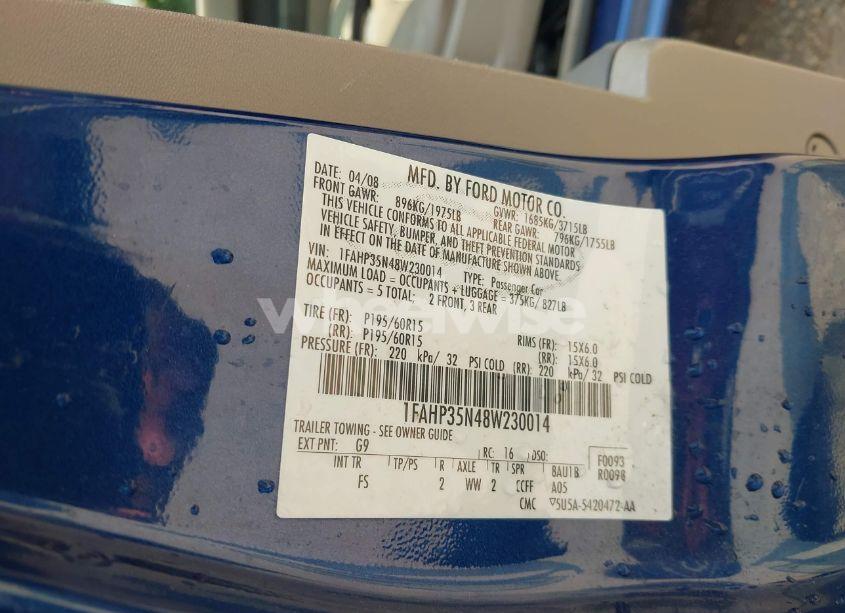 MFD. BY FORD MOTOR CO.
DATE: 04/08 GVWR: 1685KG/3715LB
FRONT GAWR: 896KG/1975LB REAR GAWR: 796KG/1755LB
THIS VEHICLE CONFORMS TO ALL APPLICABLE FEDERAL MOTOR
VEHICLE SAFETY, BUMPER, AND THEFT PREVENTION STANDARDS
IN EFFECT ON THE DATE OF MANUFACTURE SHOWN ABOVE.
VIN: 1FAHP35N48W230014 TYPE: Passenger Car
MAXIMUM LOAD = OCCUPANTS + LUGGAGE = 375KG/ 827LB
OCCUPANTS = 5 TOTAL: 2 FRONT, 3 REAR
wheelwise
TIRE (FR): P195/60R15 RIMS (FR): 15X6.0
(RR): P195/60R15 (RR): 15X6.0
PRESSURE (FR): 220 kPa/ 32 PSI COLD (RR): 220 kPa/ 32 PSI COLD
1FAHP35N48W230014
TRAILER TOWING - SEE OWNER GUIDE
EXT PNT: G9 RC: 16 DSO: F0093
INT TR TP/PS R AXLE TR SPR BAU1B R0098
FS 2 WW 2 CCFF A05
CMC ▽5U5A-5420472-AA